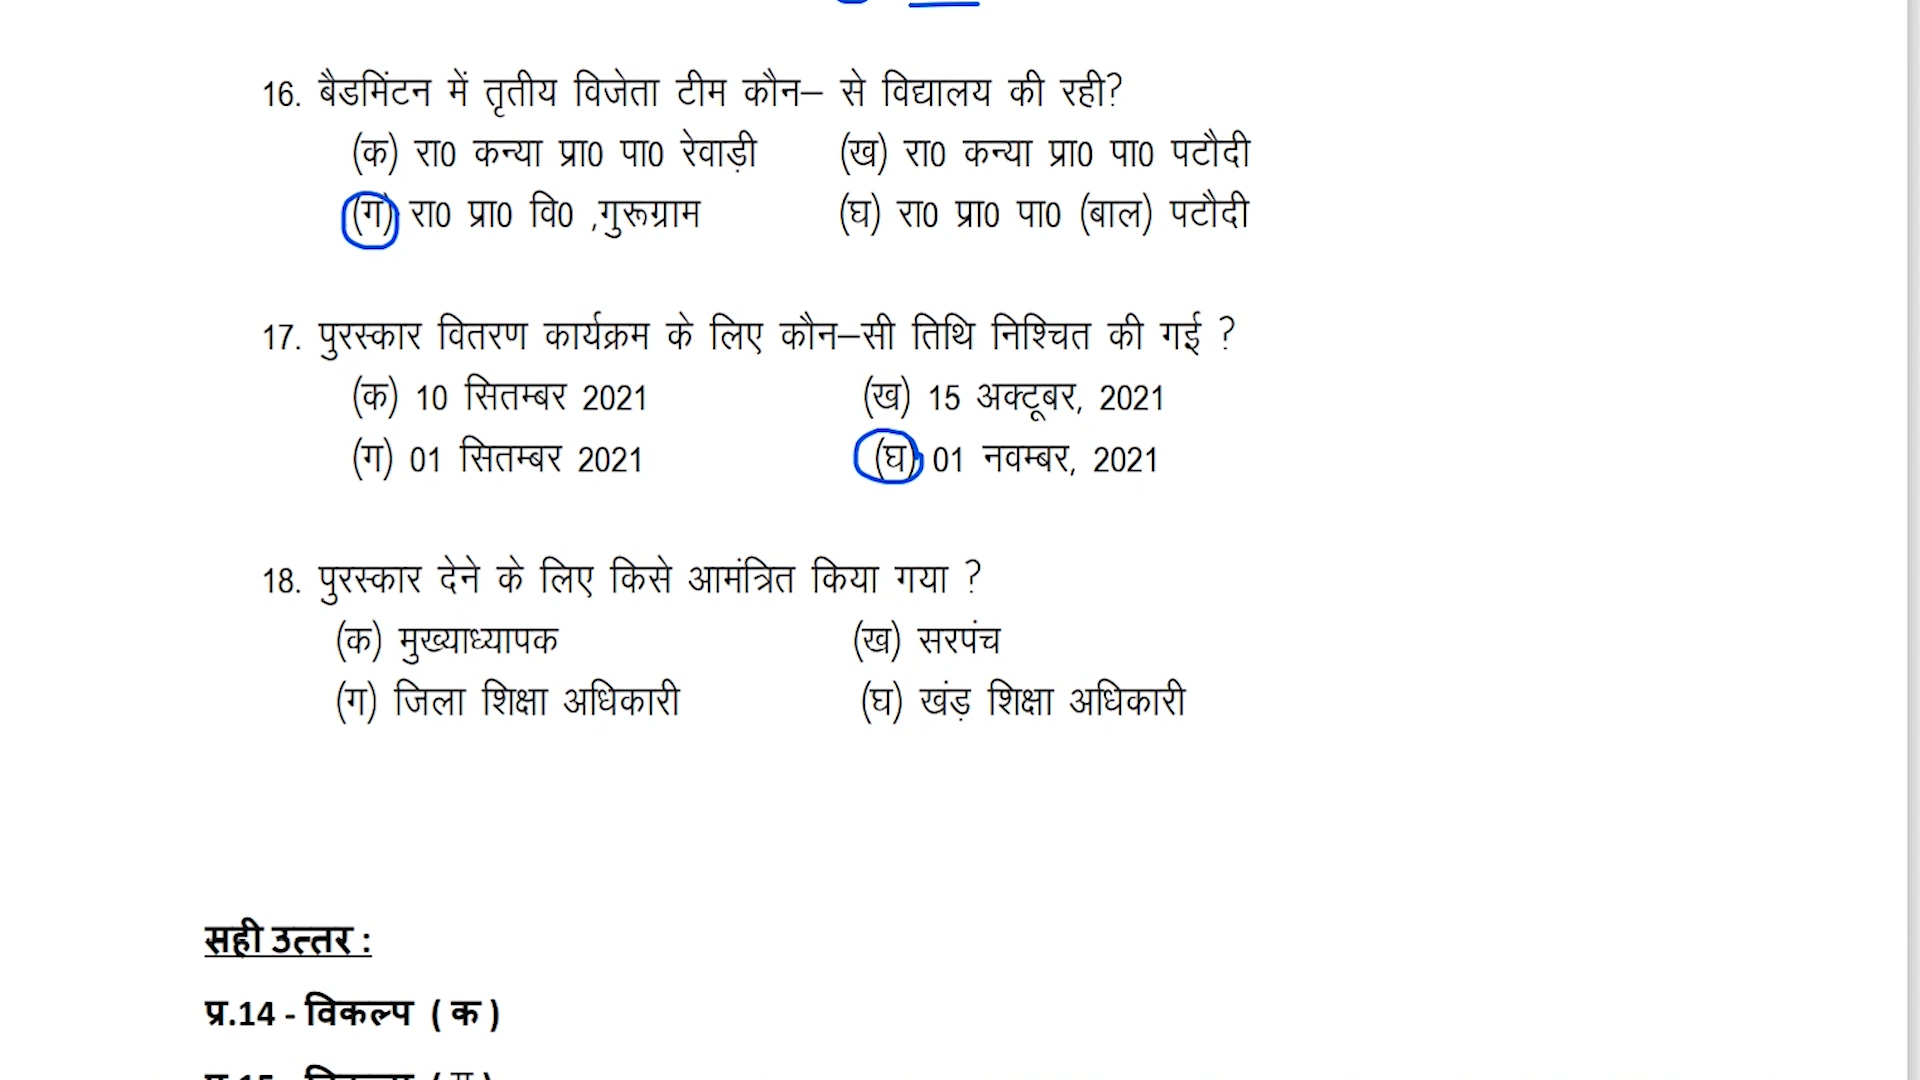 16. बैडमिंटन में तृतीय विजेता टीम कौन– से विद्यालय की रही?
(क) रा0 कन्या प्रा0 पा0 रेवाड़ी (ख) रा0 कन्या प्रा0 पा0 पटौदी
(ग) रा0 प्रा0 वि0 ,गुरूग्राम (घ) रा0 प्रा0 पा0 (बाल) पटौदी
17. पुरस्कार वितरण कार्यक्रम के लिए कौन–सी तिथि निश्चित की गई ?
(क) 10 सितम्बर 2021 (ख) 15 अक्टूबर, 2021
(ग) 01 सितम्बर 2021 (घ) 01 नवम्बर, 2021
18. पुरस्कार देने के लिए किसे आमंत्रित किया गया ?
(क) मुख्याध्यापक (ख) सरपंच
(ग) जिला शिक्षा अधिकारी (घ) खंड़ शिक्षा अधिकारी
सही उत्तर :
प्र.14 - विकल्प ( क )